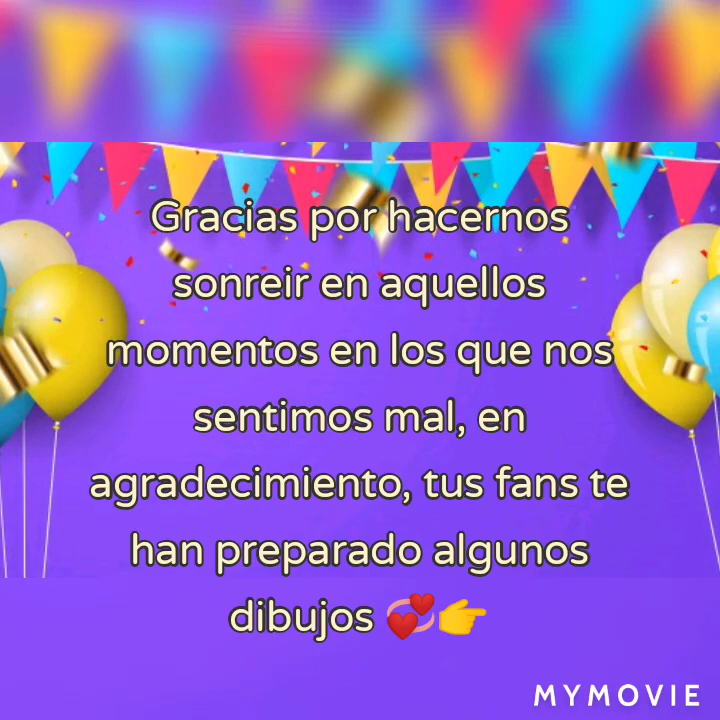 Gracias por hacernos
sonreir en aquellos
momentos en los que nos
sentimos mal, en
agradecimiento, tus fans te
han preparado algunos
dibujos 💞👉
MYMOVIE